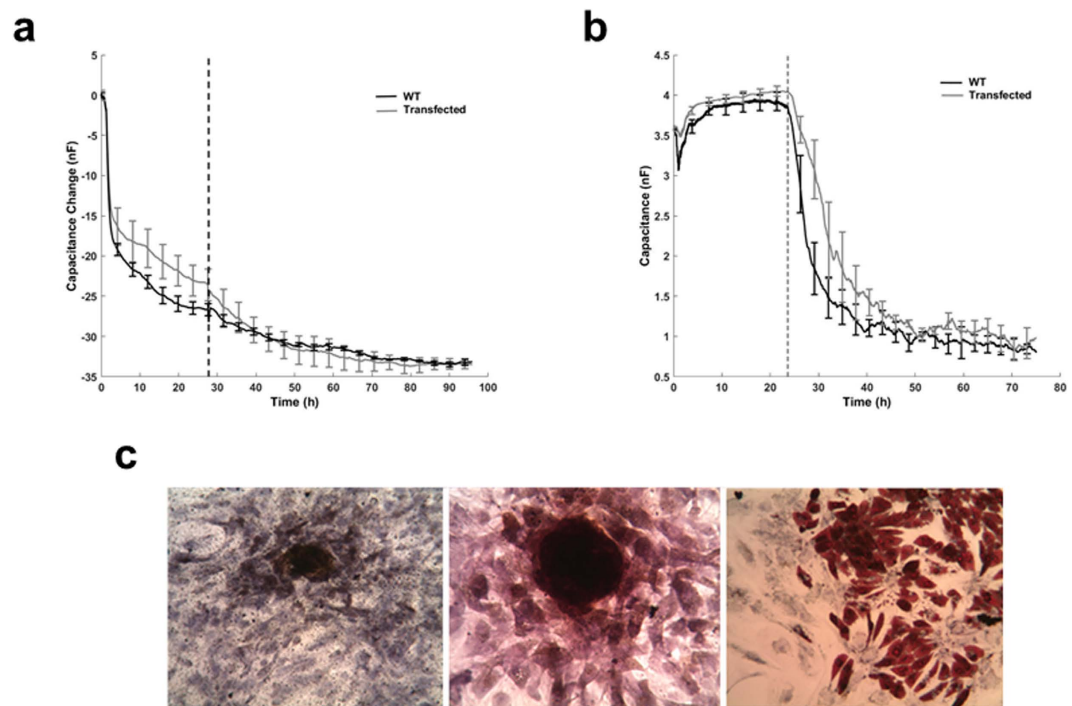 a
5
0
-5
-10
-15
-20
-25
-30
-35
Capacitance Change (nF)
0 10 20 30 40 50 60 70 80 90 100
Time (h)
WT
Transfected
b
4.5
4
3.5
3
2.5
2
1.5
1
0.5
Capacitance (nF)
0 10 20 30 40 50 60 70 80
Time (h)
WT
Transfected
c